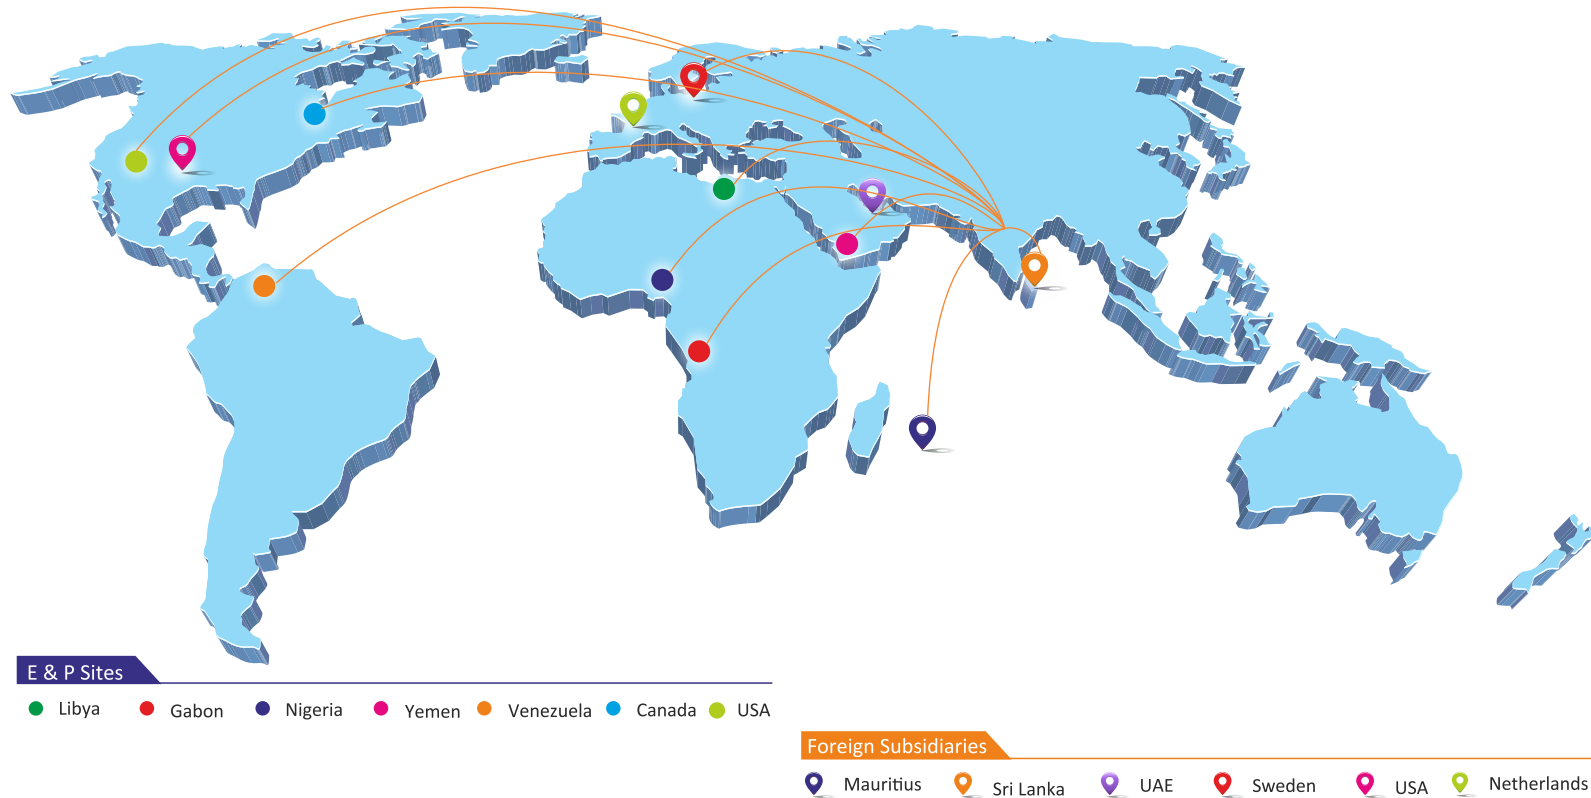 E & P Sites
Libya Gabon Nigeria Yemen Venezuela Canada USA
Foreign Subsidiaries
Mauritius Sri Lanka UAE Sweden USA Netherlands